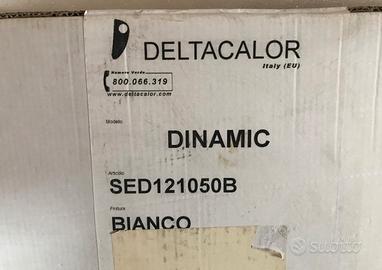 DELTACALOR
Italy (EU)
Numero Verde
800.066.319
www.deltacalor.com
Modello
DINAMIC
Articolo
SED121050B
Finitura
BIANCO
subito